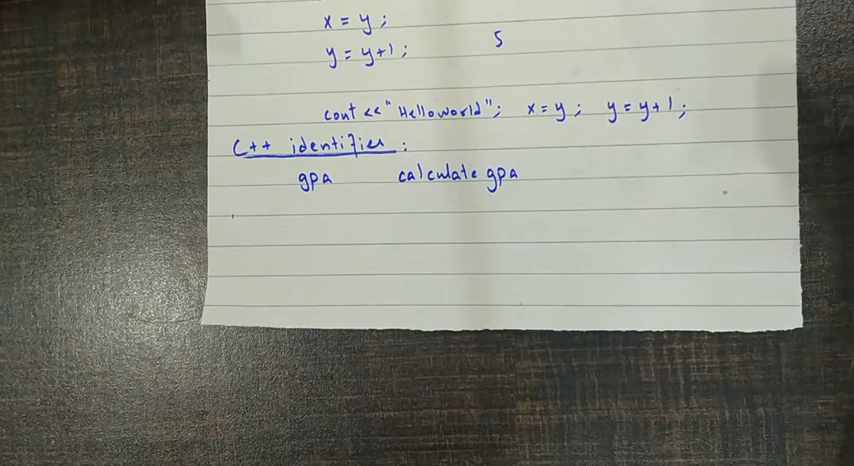 x = y ;
y = y+1 ; 5
cout << "Helloworld"; x = y ; y = y + 1 ;
C++ identifier :
gpa calculate gpa